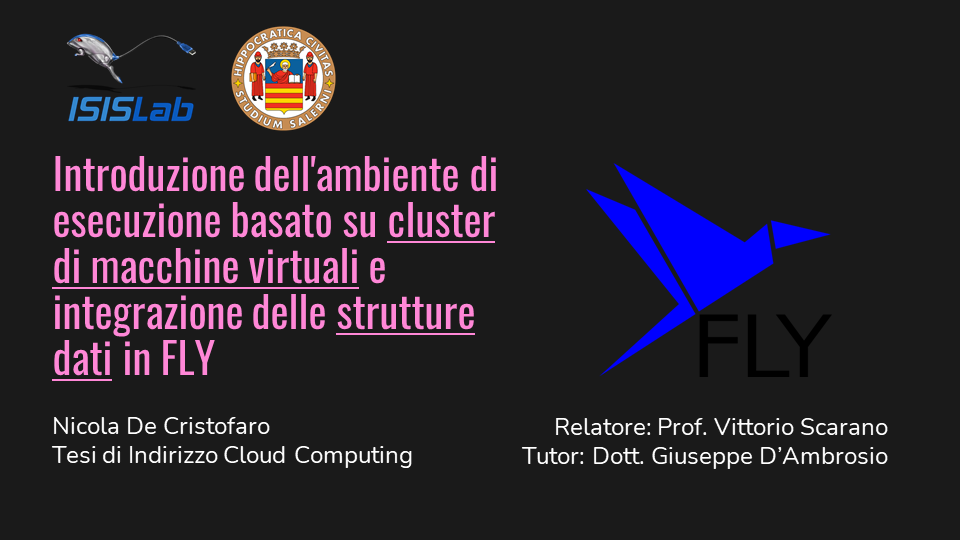 ISISLab
HIPPOCRATICA CIVITAS
STUDIUM SALERNI
Introduzione dell'ambiente di
esecuzione basato su cluster
di macchine virtuali e
integrazione delle strutture
dati in FLY
FLY
Nicola De Cristofaro
Tesi di Indirizzo Cloud Computing
Relatore: Prof. Vittorio Scarano
Tutor: Dott. Giuseppe D’Ambrosio